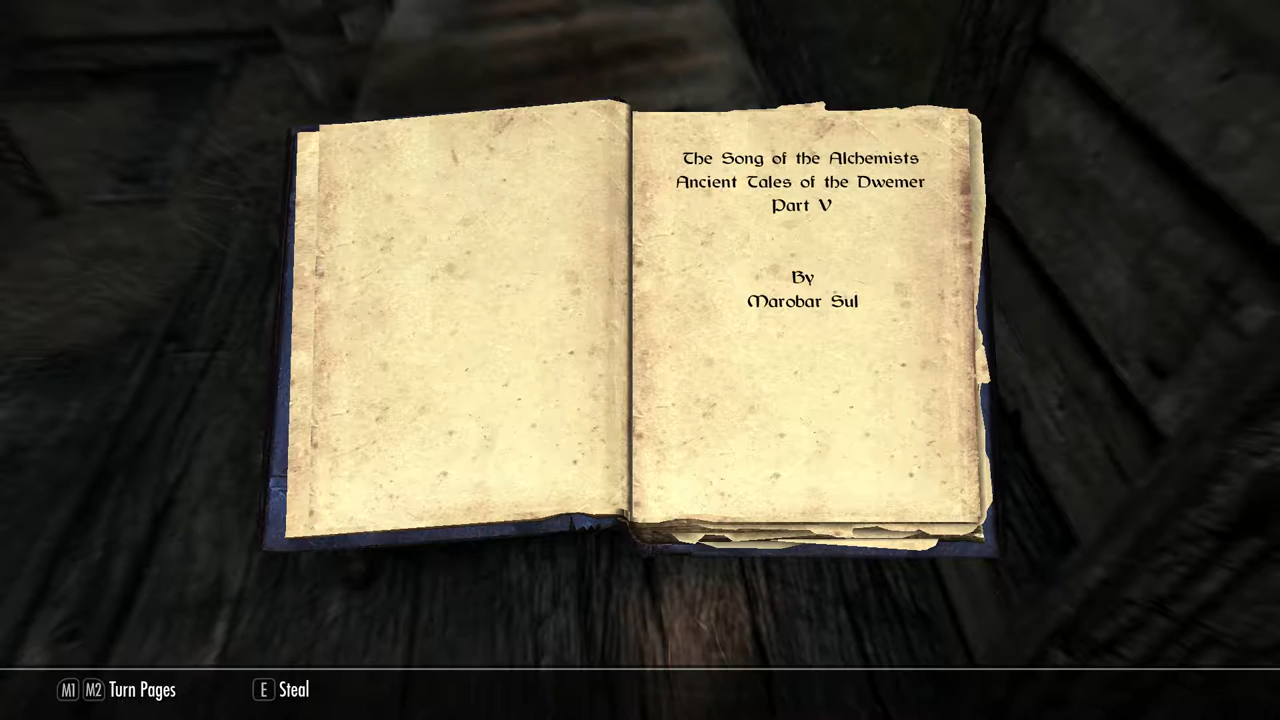 The Song of the Alchemists
Ancient Tales of the Dwemer
Part V
By
Marobar Sul
M1 M2 Turn Pages
E Steal